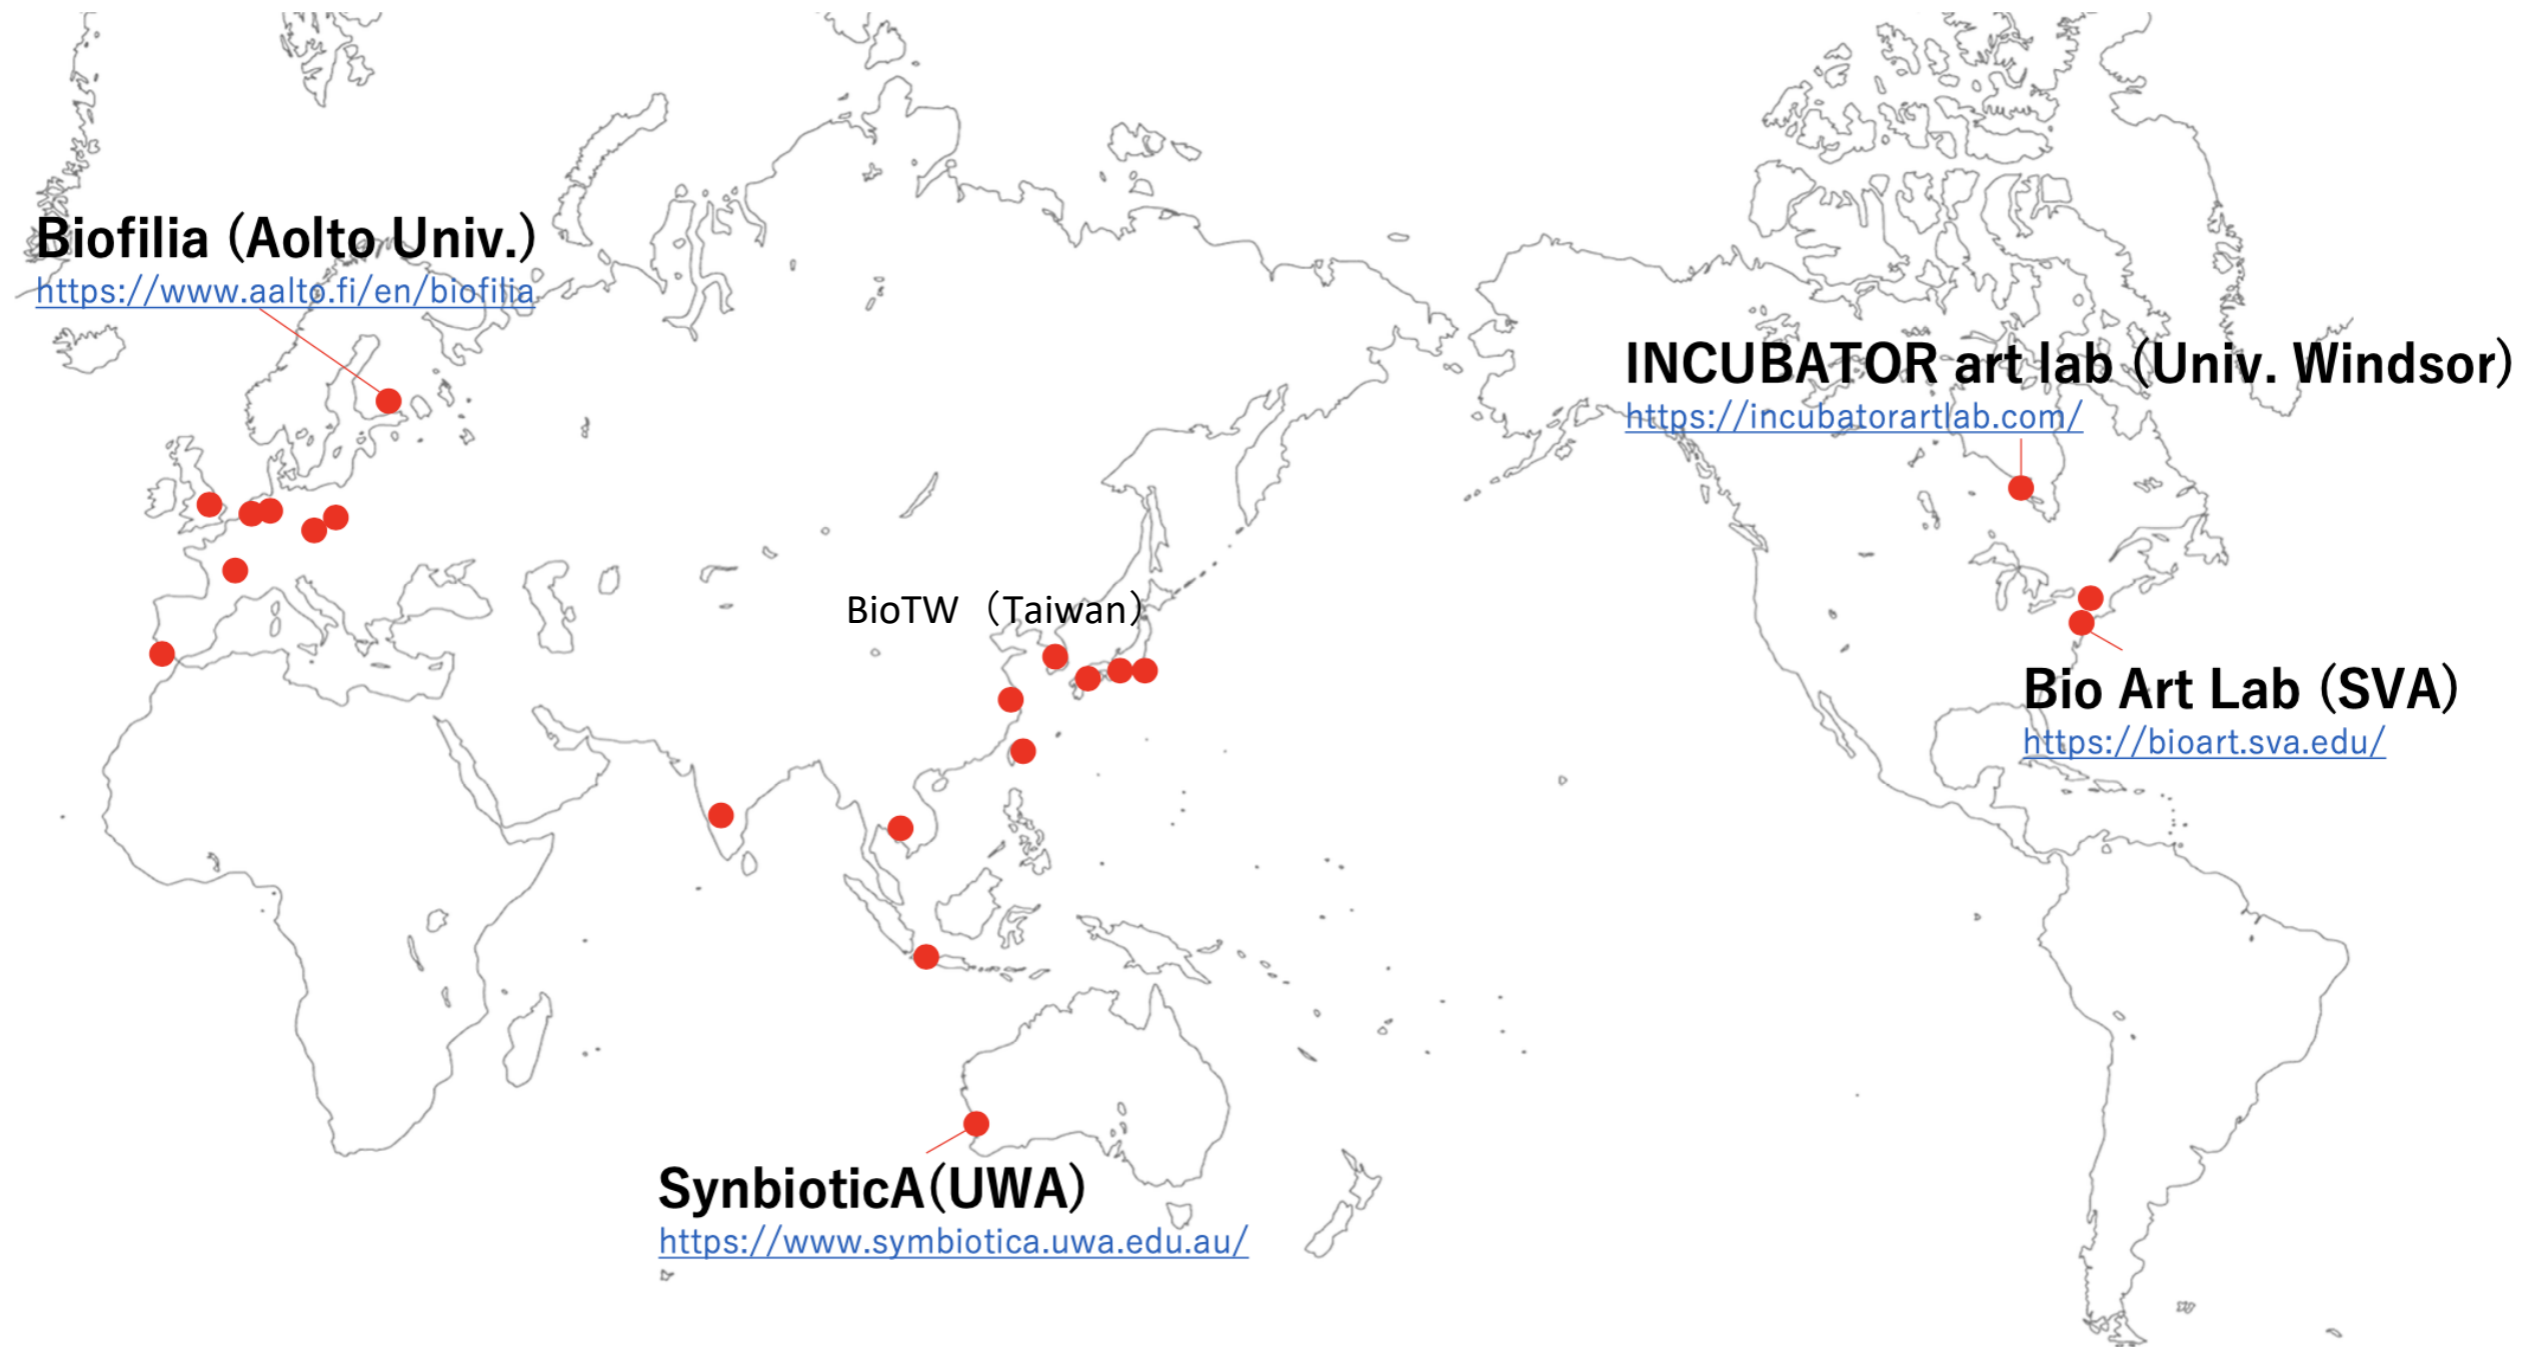 Biofilia (Aolto Univ.)
https://www.aalto.fi/en/biofilia
INCUBATOR art lab (Univ. Windsor)
https://incubatorartlab.com/
BioTW（Taiwan）
Bio Art Lab (SVA)
https://bioart.sva.edu/
SynbioticA(UWA)
https://www.symbiotica.uwa.edu.au/